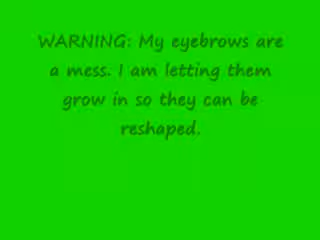 WARNING: My eyebrows are
a mess. I am letting them
grow in so they can be
reshaped.